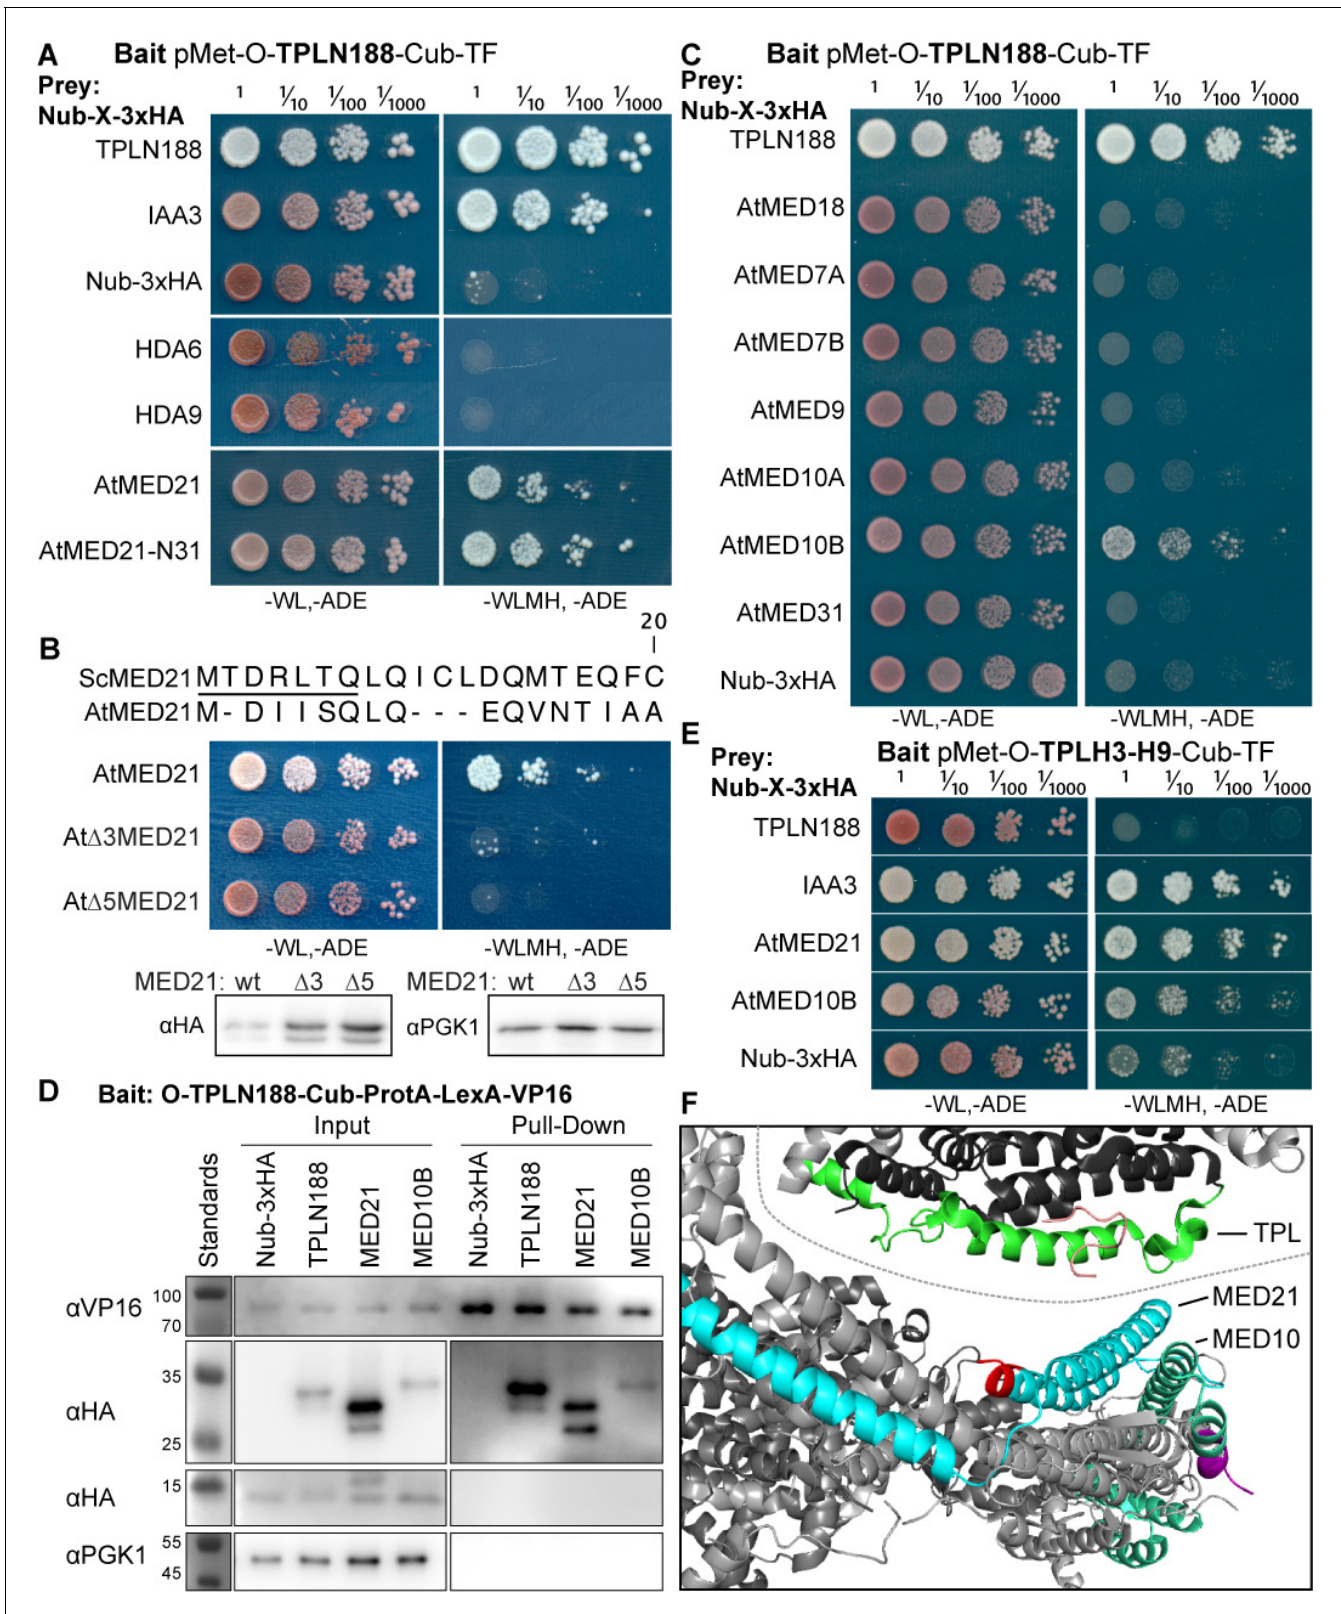 A
Bait pMet-O-TPLN188-Cub-TF
Prey:
Nub-X-3xHA
1 1/10 1/100 1/1000 1 1/10 1/100 1/1000
TPLN188
IAA3
Nub-3xHA
HDA6
HDA9
AtMED21
AtMED21-N31
-WL,-ADE -WLMH, -ADE
B
20
ScMED21 MTDRLTQLQICLDQMTEQFC
AtMED21 M-DIISQLQ---EQVNTIAA
AtMED21
AtΔ3MED21
AtΔ5MED21
-WL,-ADE -WLMH, -ADE
MED21: wt Δ3 Δ5 MED21: wt Δ3 Δ5
αHA αPGK1
C
Bait pMet-O-TPLN188-Cub-TF
Prey:
Nub-X-3xHA
1 1/10 1/100 1/1000 1 1/10 1/100 1/1000
TPLN188
AtMED18
AtMED7A
AtMED7B
AtMED9
AtMED10A
AtMED10B
AtMED31
Nub-3xHA
-WL,-ADE -WLMH, -ADE
D
Bait: O-TPLN188-Cub-ProtA-LexA-VP16
Input Pull-Down
Standards Nub-3xHA TPLN188 MED21 MED10B Nub-3xHA TPLN188 MED21 MED10B
αVP16 100
70
35
αHA
25
αHA 15
αPGK1 55
45
E
Prey:
Nub-X-3xHA
Bait pMet-O-TPLH3-H9-Cub-TF
1 1/10 1/100 1/1000 1 1/10 1/100 1/1000
TPLN188
IAA3
AtMED21
AtMED10B
Nub-3xHA
-WL,-ADE -WLMH, -ADE
F
TPL
MED21
MED10